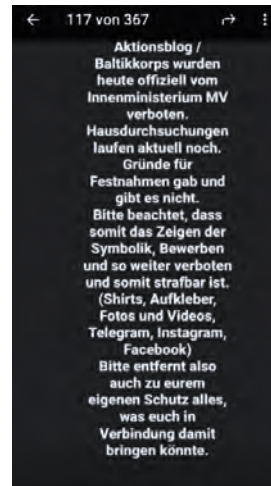 117 von 367
Aktionsblog /
Baltikkorps wurden
heute offiziell vom
Innenministerium MV
verboten.
Hausdurchsuchungen
laufen aktuell noch.
Gründe für
Festnahmen gab und
gibt es nicht.
Bitte beachtet, dass
somit das Zeigen der
Symbolik, Bewerben
und so weiter verboten
und somit strafbar ist.
(Shirts, Aufkleber,
Fotos und Videos,
Telegram, Instagram,
Facebook)
Bitte entfernt also
auch zu eurem
eigenen Schutz alles,
was euch in
Verbindung damit
bringen könnte.